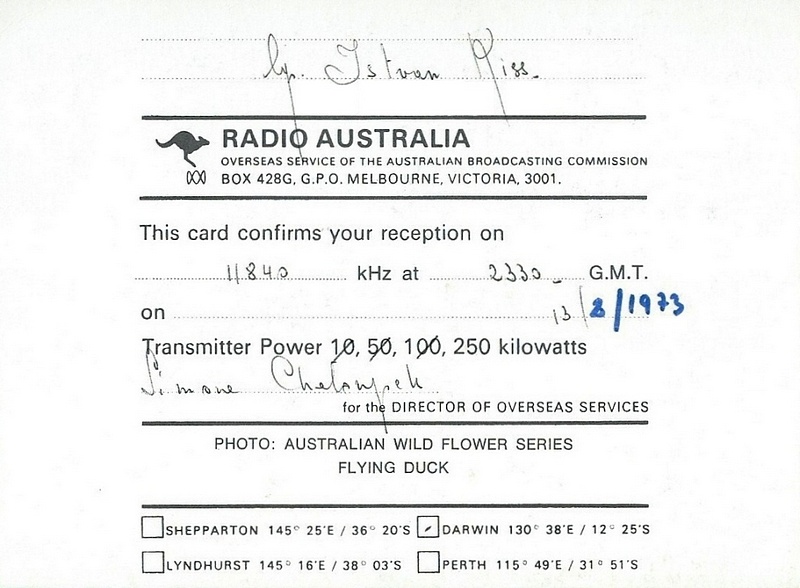 Istvan Kiss
RADIO AUSTRALIA
OVERSEAS SERVICE OF THE AUSTRALIAN BROADCASTING COMMISSION
BOX 428G, G.P.O. MELBOURNE, VICTORIA, 3001.
This card confirms your reception on
11840 kHz at 2330 G.M.T.
on 13/8/1973
Transmitter Power 10, 50, 100, 250 kilowatts
Simone
for the DIRECTOR OF OVERSEAS SERVICES
PHOTO: AUSTRALIAN WILD FLOWER SERIES
FLYING DUCK
SHEPPARTON 145° 25'E / 36° 20'S DARWIN 130° 38'E / 12° 25'S
LYNDHURST 145° 16'E / 38° 03'S PERTH 115° 49'E / 31° 51'S